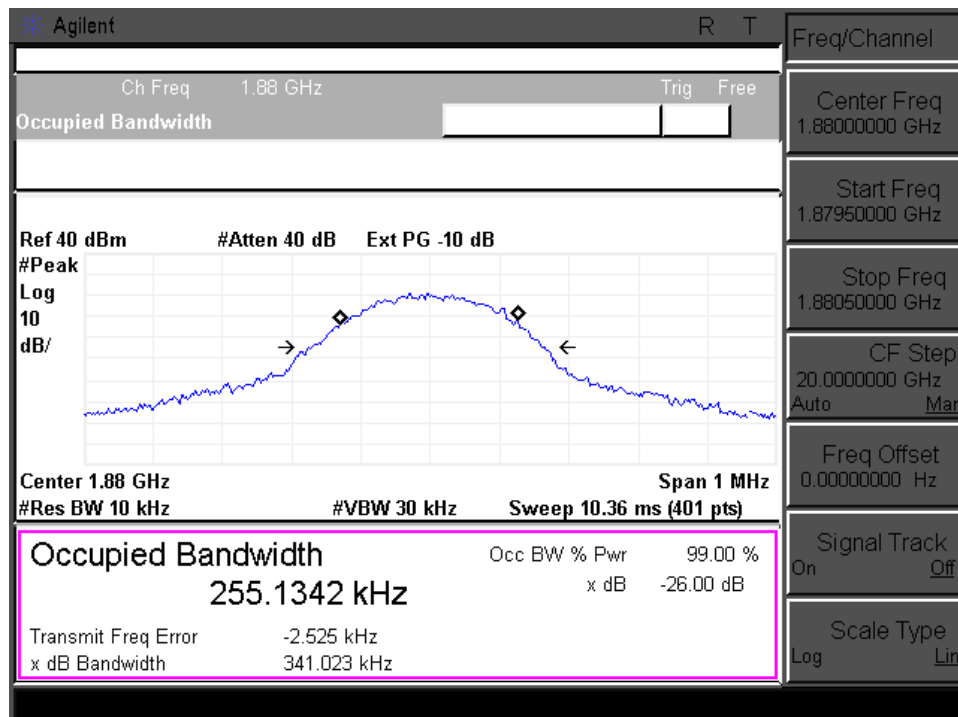 Agilent R T
Freq/Channel
Ch Freq 1.88 GHz Trig Free
Occupied Bandwidth
Center Freq
1.88000000 GHz
Start Freq
1.87950000 GHz
Stop Freq
1.88050000 GHz
CF Step
20.0000000 GHz
Auto Mar
Freq Offset
0.00000000 Hz
Signal Track
On Off
Scale Type
Log Lin
Ref 40 dBm #Atten 40 dB Ext PG -10 dB
#Peak
Log
10
dB/
Center 1.88 GHz Span 1 MHz
#Res BW 10 kHz #VBW 30 kHz Sweep 10.36 ms (401 pts)
Occupied Bandwidth Occ BW % Pwr 99.00 %
255.1342 kHz x dB -26.00 dB
Transmit Freq Error -2.525 kHz
x dB Bandwidth 341.023 kHz